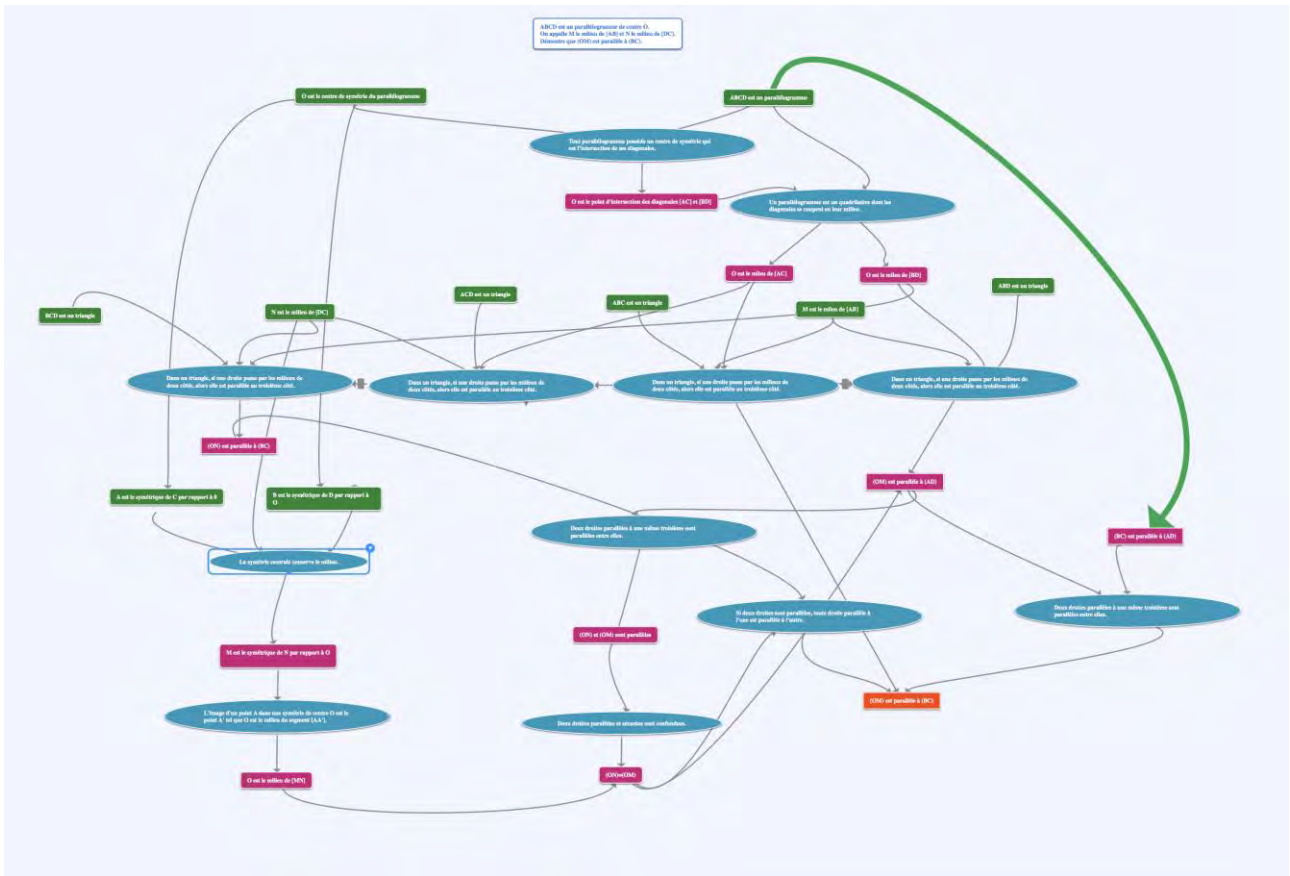 ABCD est un parallélogramme de centre O.
On appelle M le milieu de [AB] et N le milieu de [DC].
Démontre que (OM) est parallèle à (BC).
O est le centre de symétrie du parallélogramme
ABCD est un parallélogramme
Tout parallélogramme possède un centre de symétrie qui
est l'intersection de ses diagonales.
O est le point d'intersection des diagonales [AC] et [BD]
Un parallélogramme est un quadrilatère dont les
diagonales se coupent en leur milieu.
O est le milieu de [AC]
O est le milieu de [BD]
ACD est un triangle
ABD est un triangle
ABC est un triangle
BCD est un triangle
N est le milieu de [DC]
M est le milieu de [AB]
Dans un triangle, si une droite passe par les milieux de
deux côtés, alors elle est parallèle au troisième côté.
Dans un triangle, si une droite passe par les milieux de
deux côtés, alors elle est parallèle au troisième côté.
Dans un triangle, si une droite passe par les milieux de
deux côtés, alors elle est parallèle au troisième côté.
Dans un triangle, si une droite passe par les milieux de
deux côtés, alors elle est parallèle au troisième côté.
(ON) est parallèle à (BC)
(OM) est parallèle à (AD)
A est le symétrique de C par rapport à 0
B est le symétrique de D par rapport à
O
Deux droites parallèles à une même troisième sont
parallèles entre elles.
(BC) est parallèle à (AD)
La symétrie centrale conserve le milieu.
Si deux droites sont parallèles, toute droite parallèle à
l'une est parallèle à l'autre.
Deux droites parallèles à une même troisième sont
parallèles entre elles.
(ON) et (OM) sont parallèles
M est le symétrique de N par rapport à O
(OM) est parallèle à (BC)
L'image d'un point A dans une symétrie de centre O est le
point A' tel que O est le milieu du segment [AA'].
Deux droites parallèles et sécantes sont confondues.
O est le milieu de [MN]
(ON)=(OM)